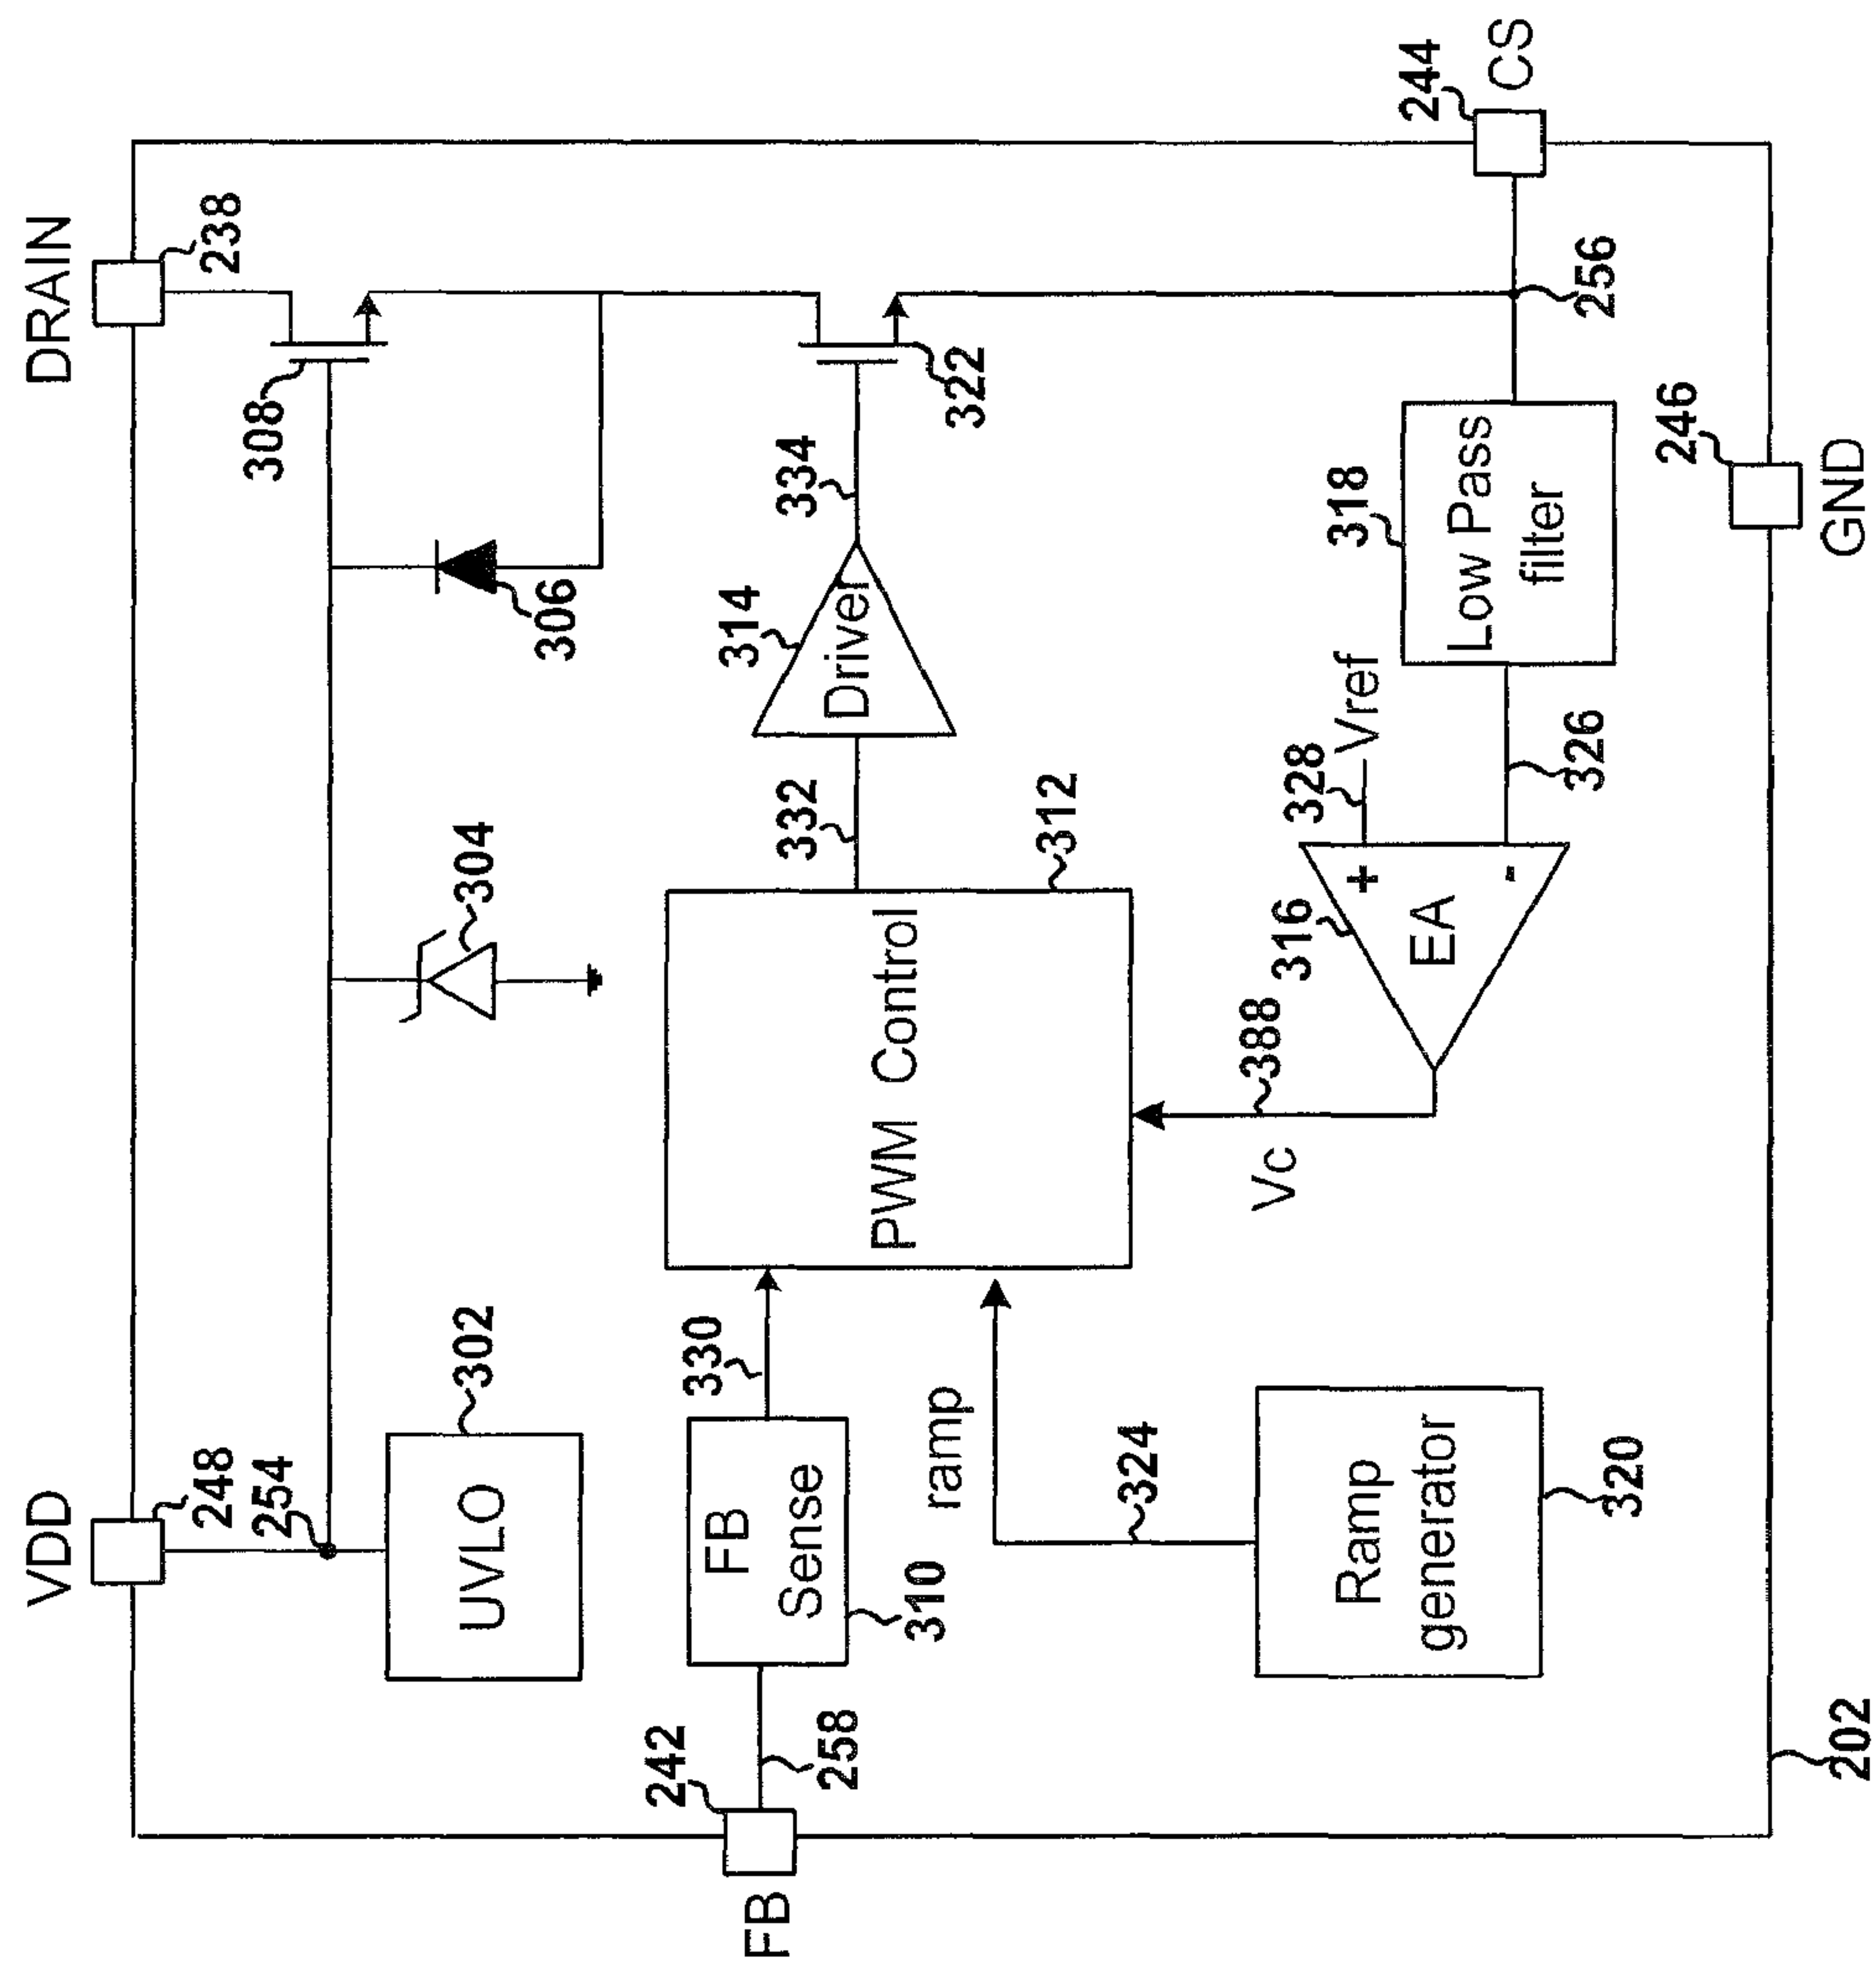 VDD
DRAIN
248
238
254
308
302
UVLO
304
306
242
FB
258
FB
Sense
310
330
PWM Control
312
332
314
Driver
334
322
ramp
324
Ramp
generator
320
Vc
388
316
EA
+
-
328
Vref
326
318
Low Pass
filter
256
244
CS
246
GND
202